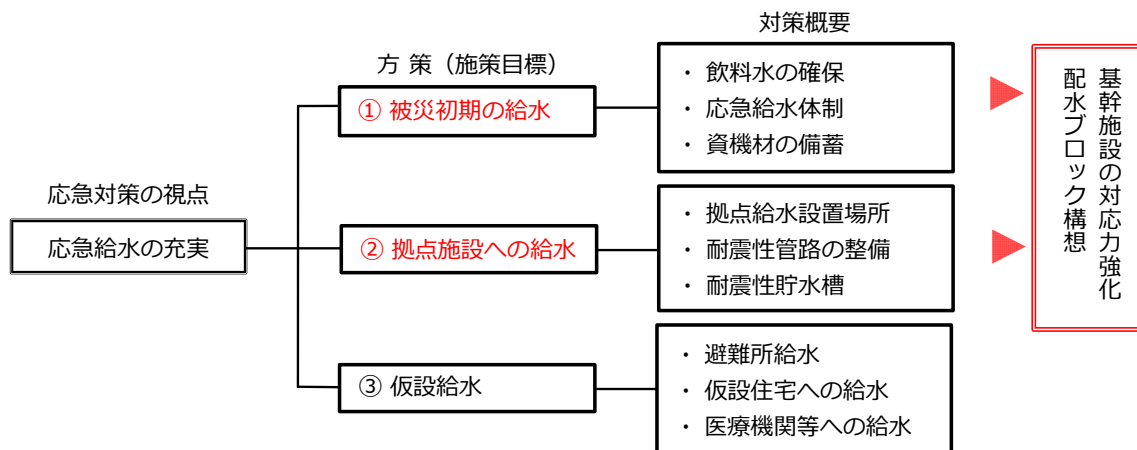 対策概要
方 策（施策目標）
・ 飲料水の確保
・ 応急給水体制
・ 資機材の備蓄
① 被災初期の給水
応急対策の視点
応急給水の充実
② 拠点施設への給水
・ 拠点給水設置場所
・ 耐震性管路の整備
・ 耐震性貯水槽
③ 仮設給水
・ 避難所給水
・ 仮設住宅への給水
・ 医療機関等への給水
基幹施設の対応力強化
配水ブロック構想